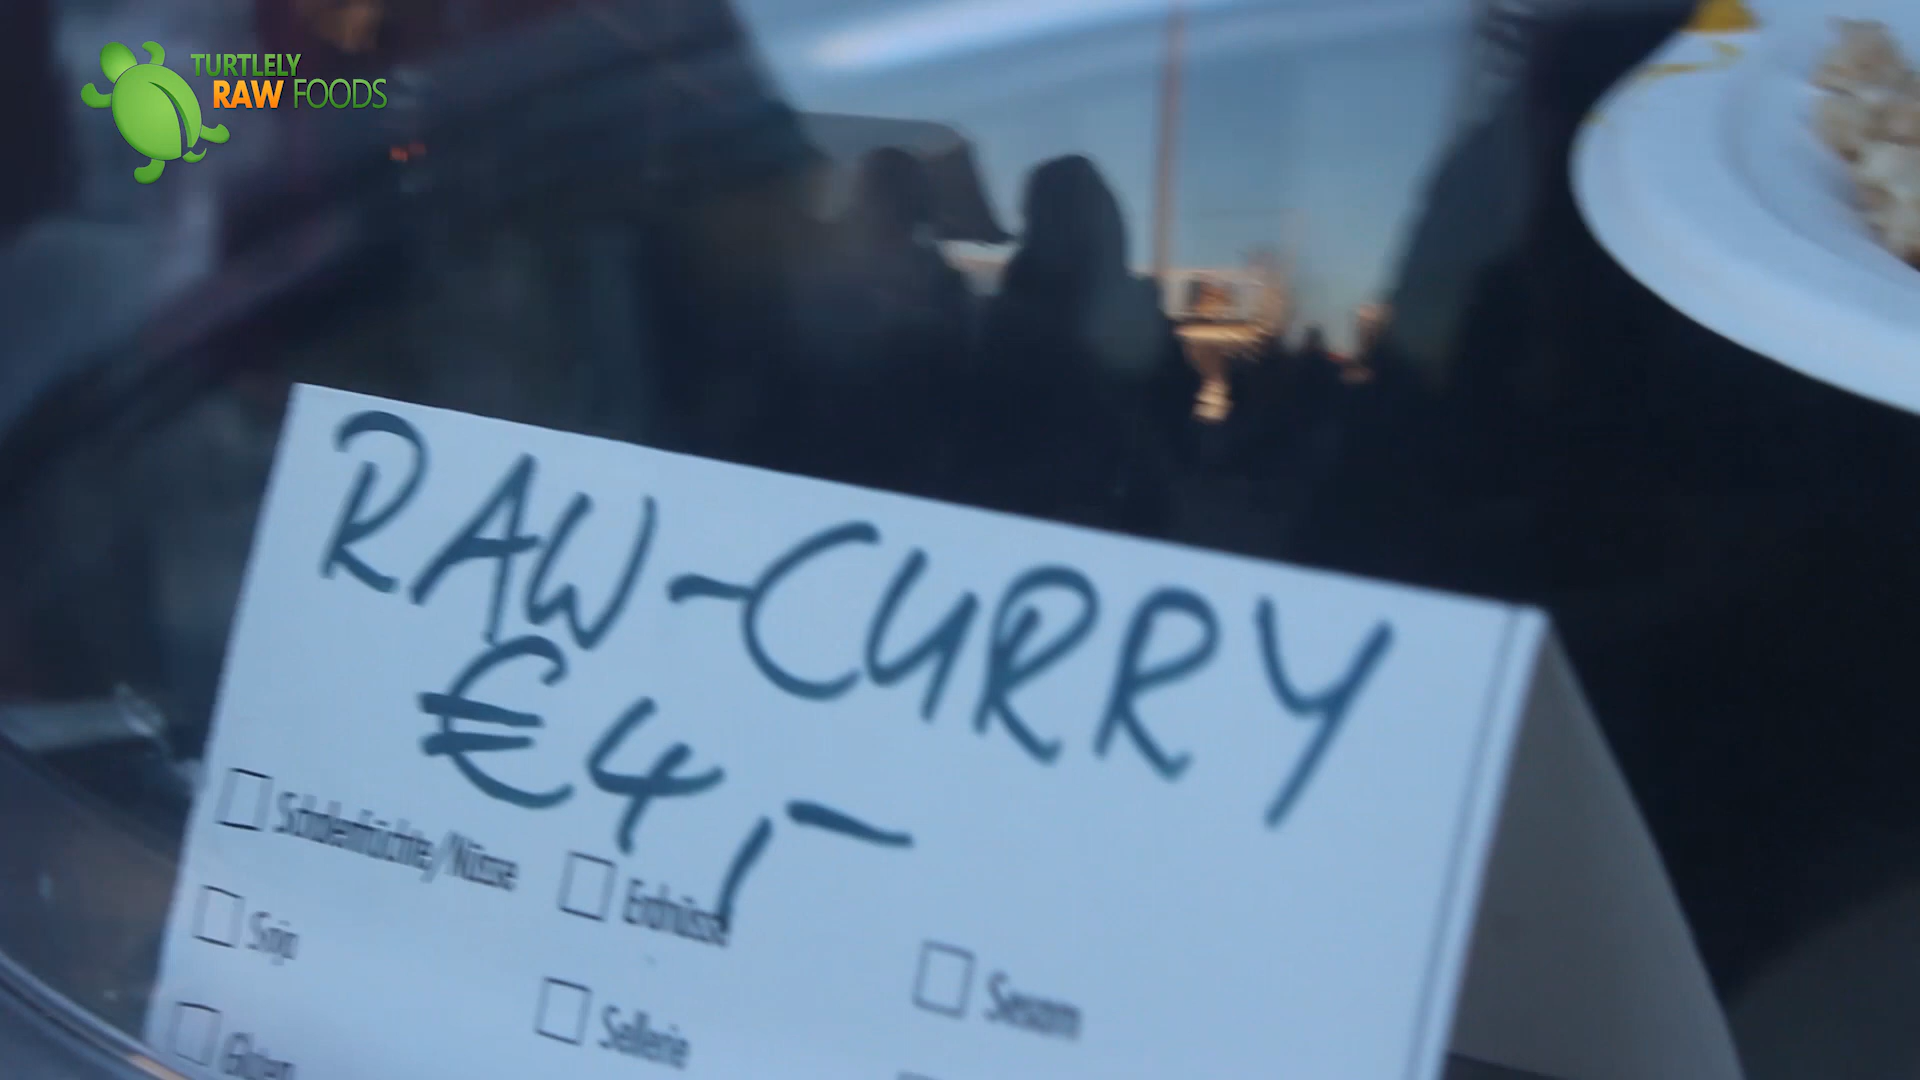 TURTLELY
RAW FOODS
RAW-CURRY
€4,-
Schalenfrüchte/Nüsse
Erdnüsse
Soja
Sellerie
Sesam
Gluten